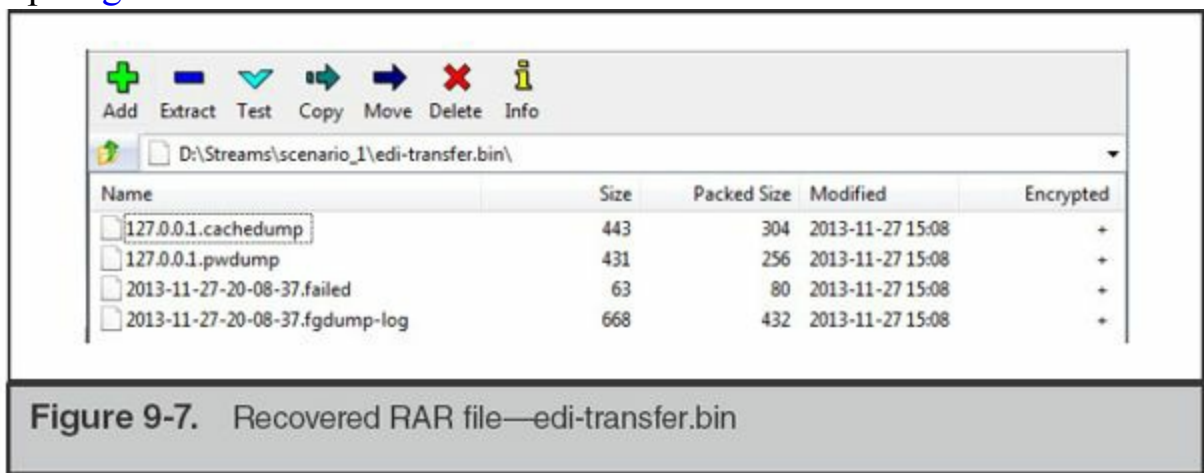 Add Extract Test Copy Move Delete Info
D:\Streams\scenario_1\edi-transfer.bin\
Name Size Packed Size Modified Encrypted
127.0.0.1.cachedump 443 304 2013-11-27 15:08 +
127.0.0.1.pwdump 431 256 2013-11-27 15:08 +
2013-11-27-20-08-37.failed 63 80 2013-11-27 15:08 +
2013-11-27-20-08-37.fgdump-log 668 432 2013-11-27 15:08 +
Figure 9-7. Recovered RAR file—edi-transfer.bin